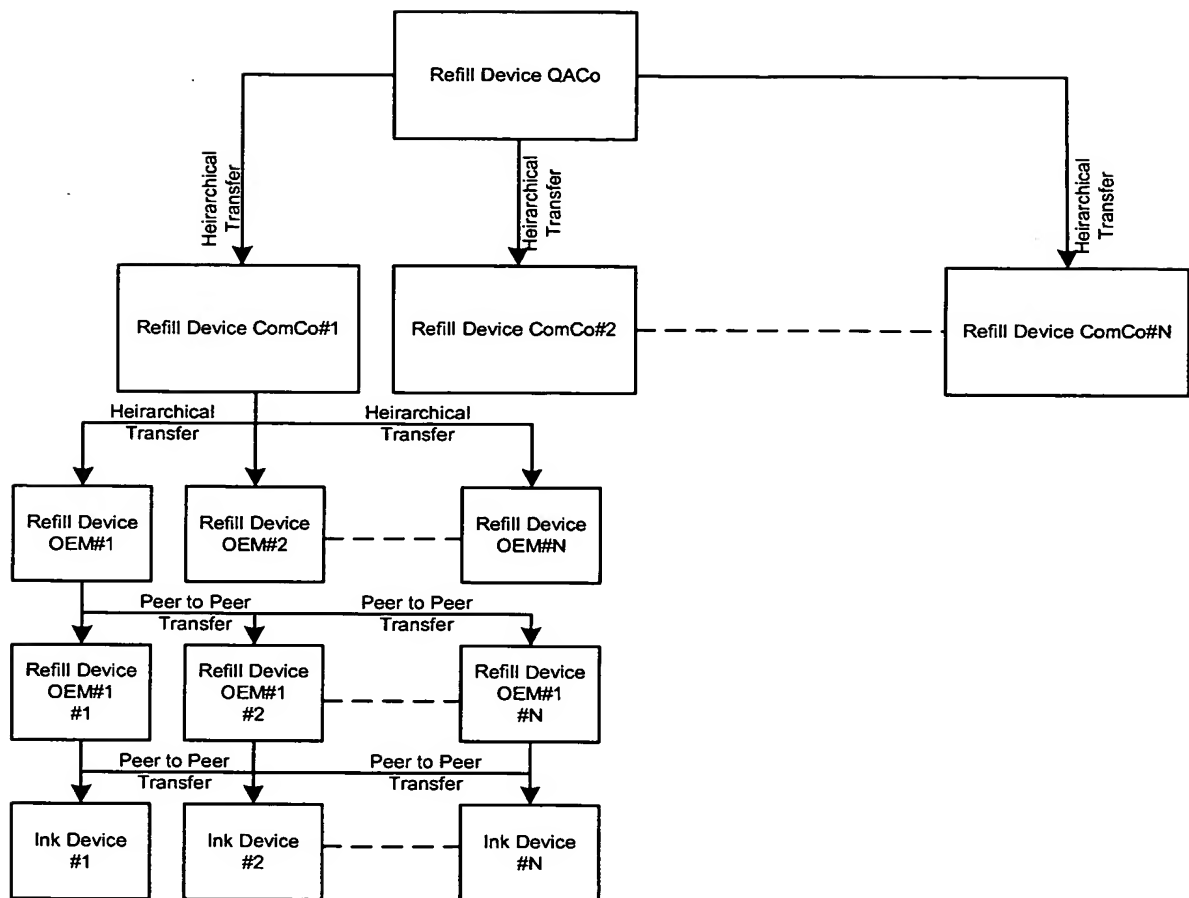 Refill Device QACo
Heirarchical
Transfer
Heirarchical
Transfer
Heirarchical
Transfer
Refill Device ComCo#1
Refill Device ComCo#2
Refill Device ComCo#N
Heirarchical
Transfer
Heirarchical
Transfer
Refill Device
OEM#1
Refill Device
OEM#2
Refill Device
OEM#N
Peer to Peer
Transfer
Peer to Peer
Transfer
Refill Device
OEM#1
#1
Refill Device
OEM#1
#2
Refill Device
OEM#1
#N
Peer to Peer
Transfer
Peer to Peer
Transfer
Ink Device
#1
Ink Device
#2
Ink Device
#N